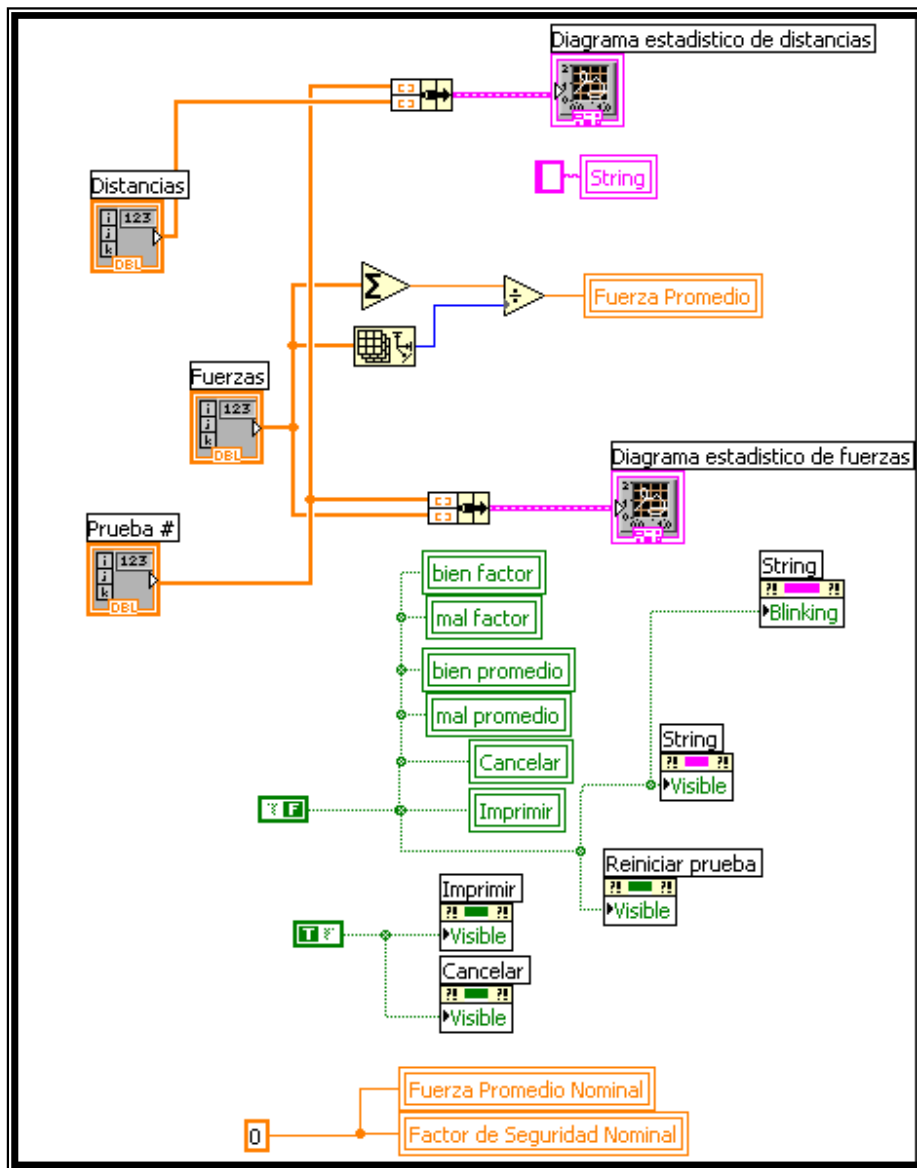 Diagrama estadistico de distancias
String
Distancias
i
j
k
123
DBL
Fuerza Promedio
Fuerzas
i
j
k
123
DBL
Diagrama estadistico de fuerzas
Prueba #
i
j
k
123
DBL
bien factor
mal factor
bien promedio
mal promedio
Cancelar
Imprimir
F
String
Blinking
String
Visible
Reiniciar prueba
Visible
Imprimir
Visible
T
Cancelar
Visible
Fuerza Promedio Nominal
0
Factor de Seguridad Nominal